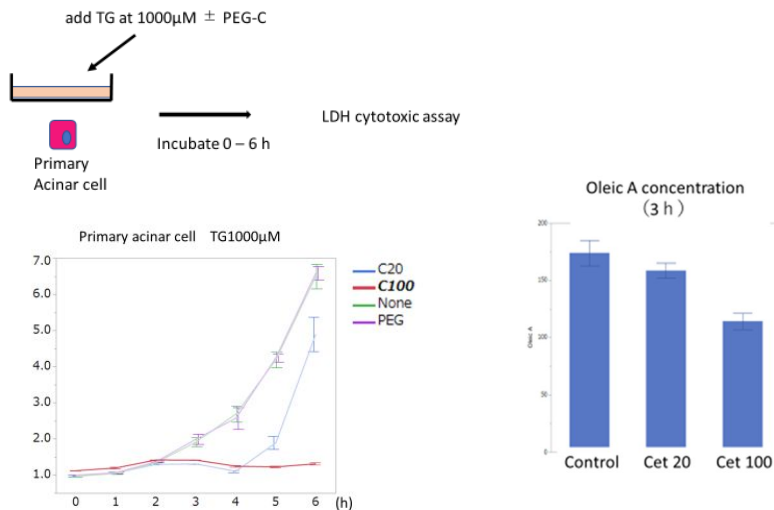 add TG at 1000μM ± PEG-C
LDH cytotoxic assay
Incubate 0 – 6 h
Primary
Acinar cell
Primary acinar cell TG1000μM
7.0
6.0
5.0
4.0
3.0
2.0
1.0
0 1 2 3 4 5 6 (h)
C20
C100
None
PEG
Oleic A concentration
(3 h)
200
150
100
50
0
Oleic A
Control Cet 20 Cet 100